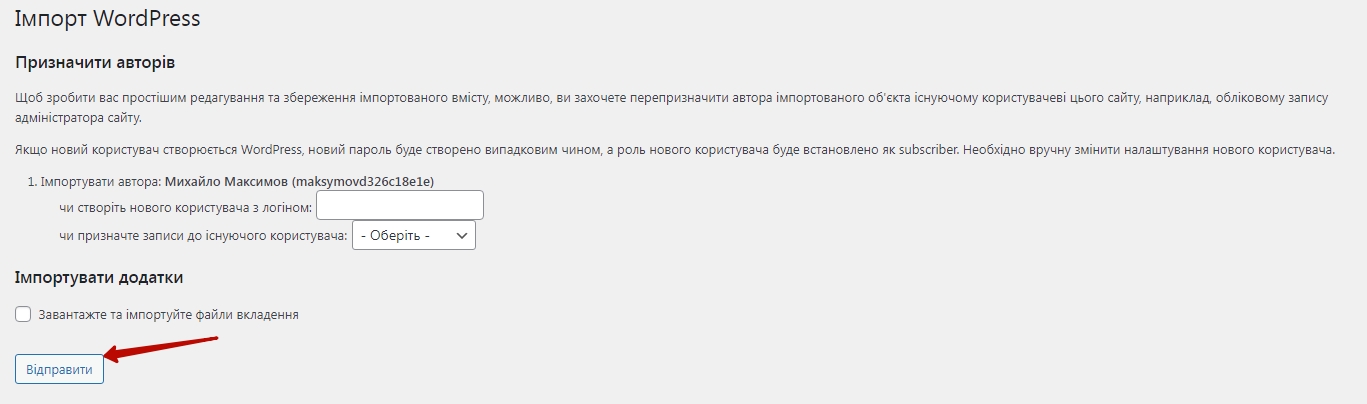 Імпорт WordPress
Призначити авторів
Щоб зробити вас простішим редагування та збереження імпортованого вмісту, можливо, ви захочете перепризначити автора імпортованого об'єкта існуючому користувачеві цього сайту, наприклад, обліковому запису
адміністратора сайту.
Якщо новий користувач створюється WordPress, новий пароль буде створено випадковим чином, а роль нового користувача буде встановлено як subscriber. Необхідно вручну змінити налаштування нового користувача.
1. Імпортувати автора: Михайло Максимов (maksymovd326c18e1e)
чи створіть нового користувача з логіном:
чи призначте записи до існуючого користувача: - Оберіть -
Імпортувати додатки
Завантажте та імпортуйте файли вкладення
Відправити